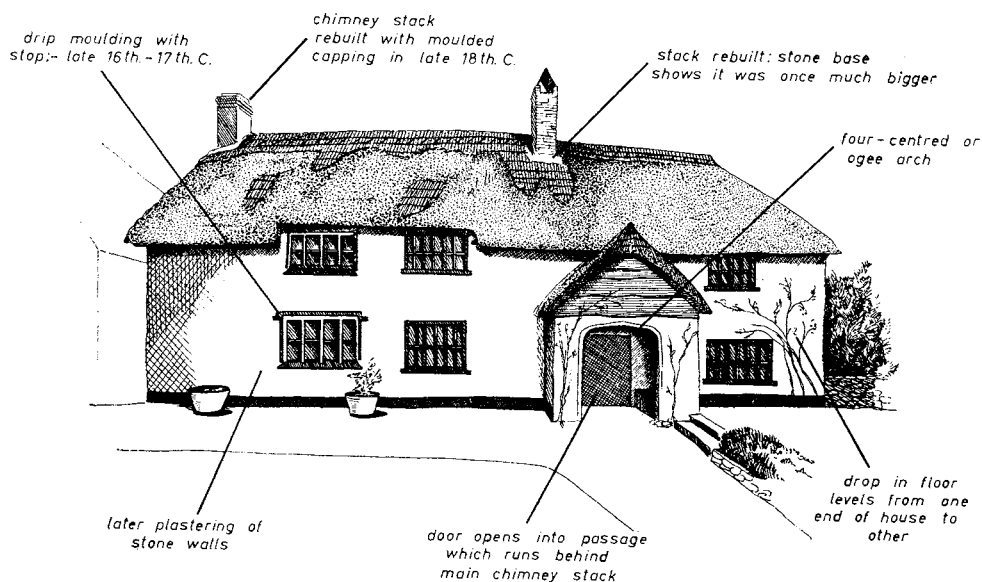 chimney stack
rebuilt with moulded
capping in late 18th. C.
drip moulding with
stop;- late 16th.-17th. C.
stack rebuilt: stone base
shows it was once much bigger
four-centred or
ogee arch
later plastering of
stone walls
door opens into passage
which runs behind
main chimney stack
drop in floor
levels from one
end of house to
other